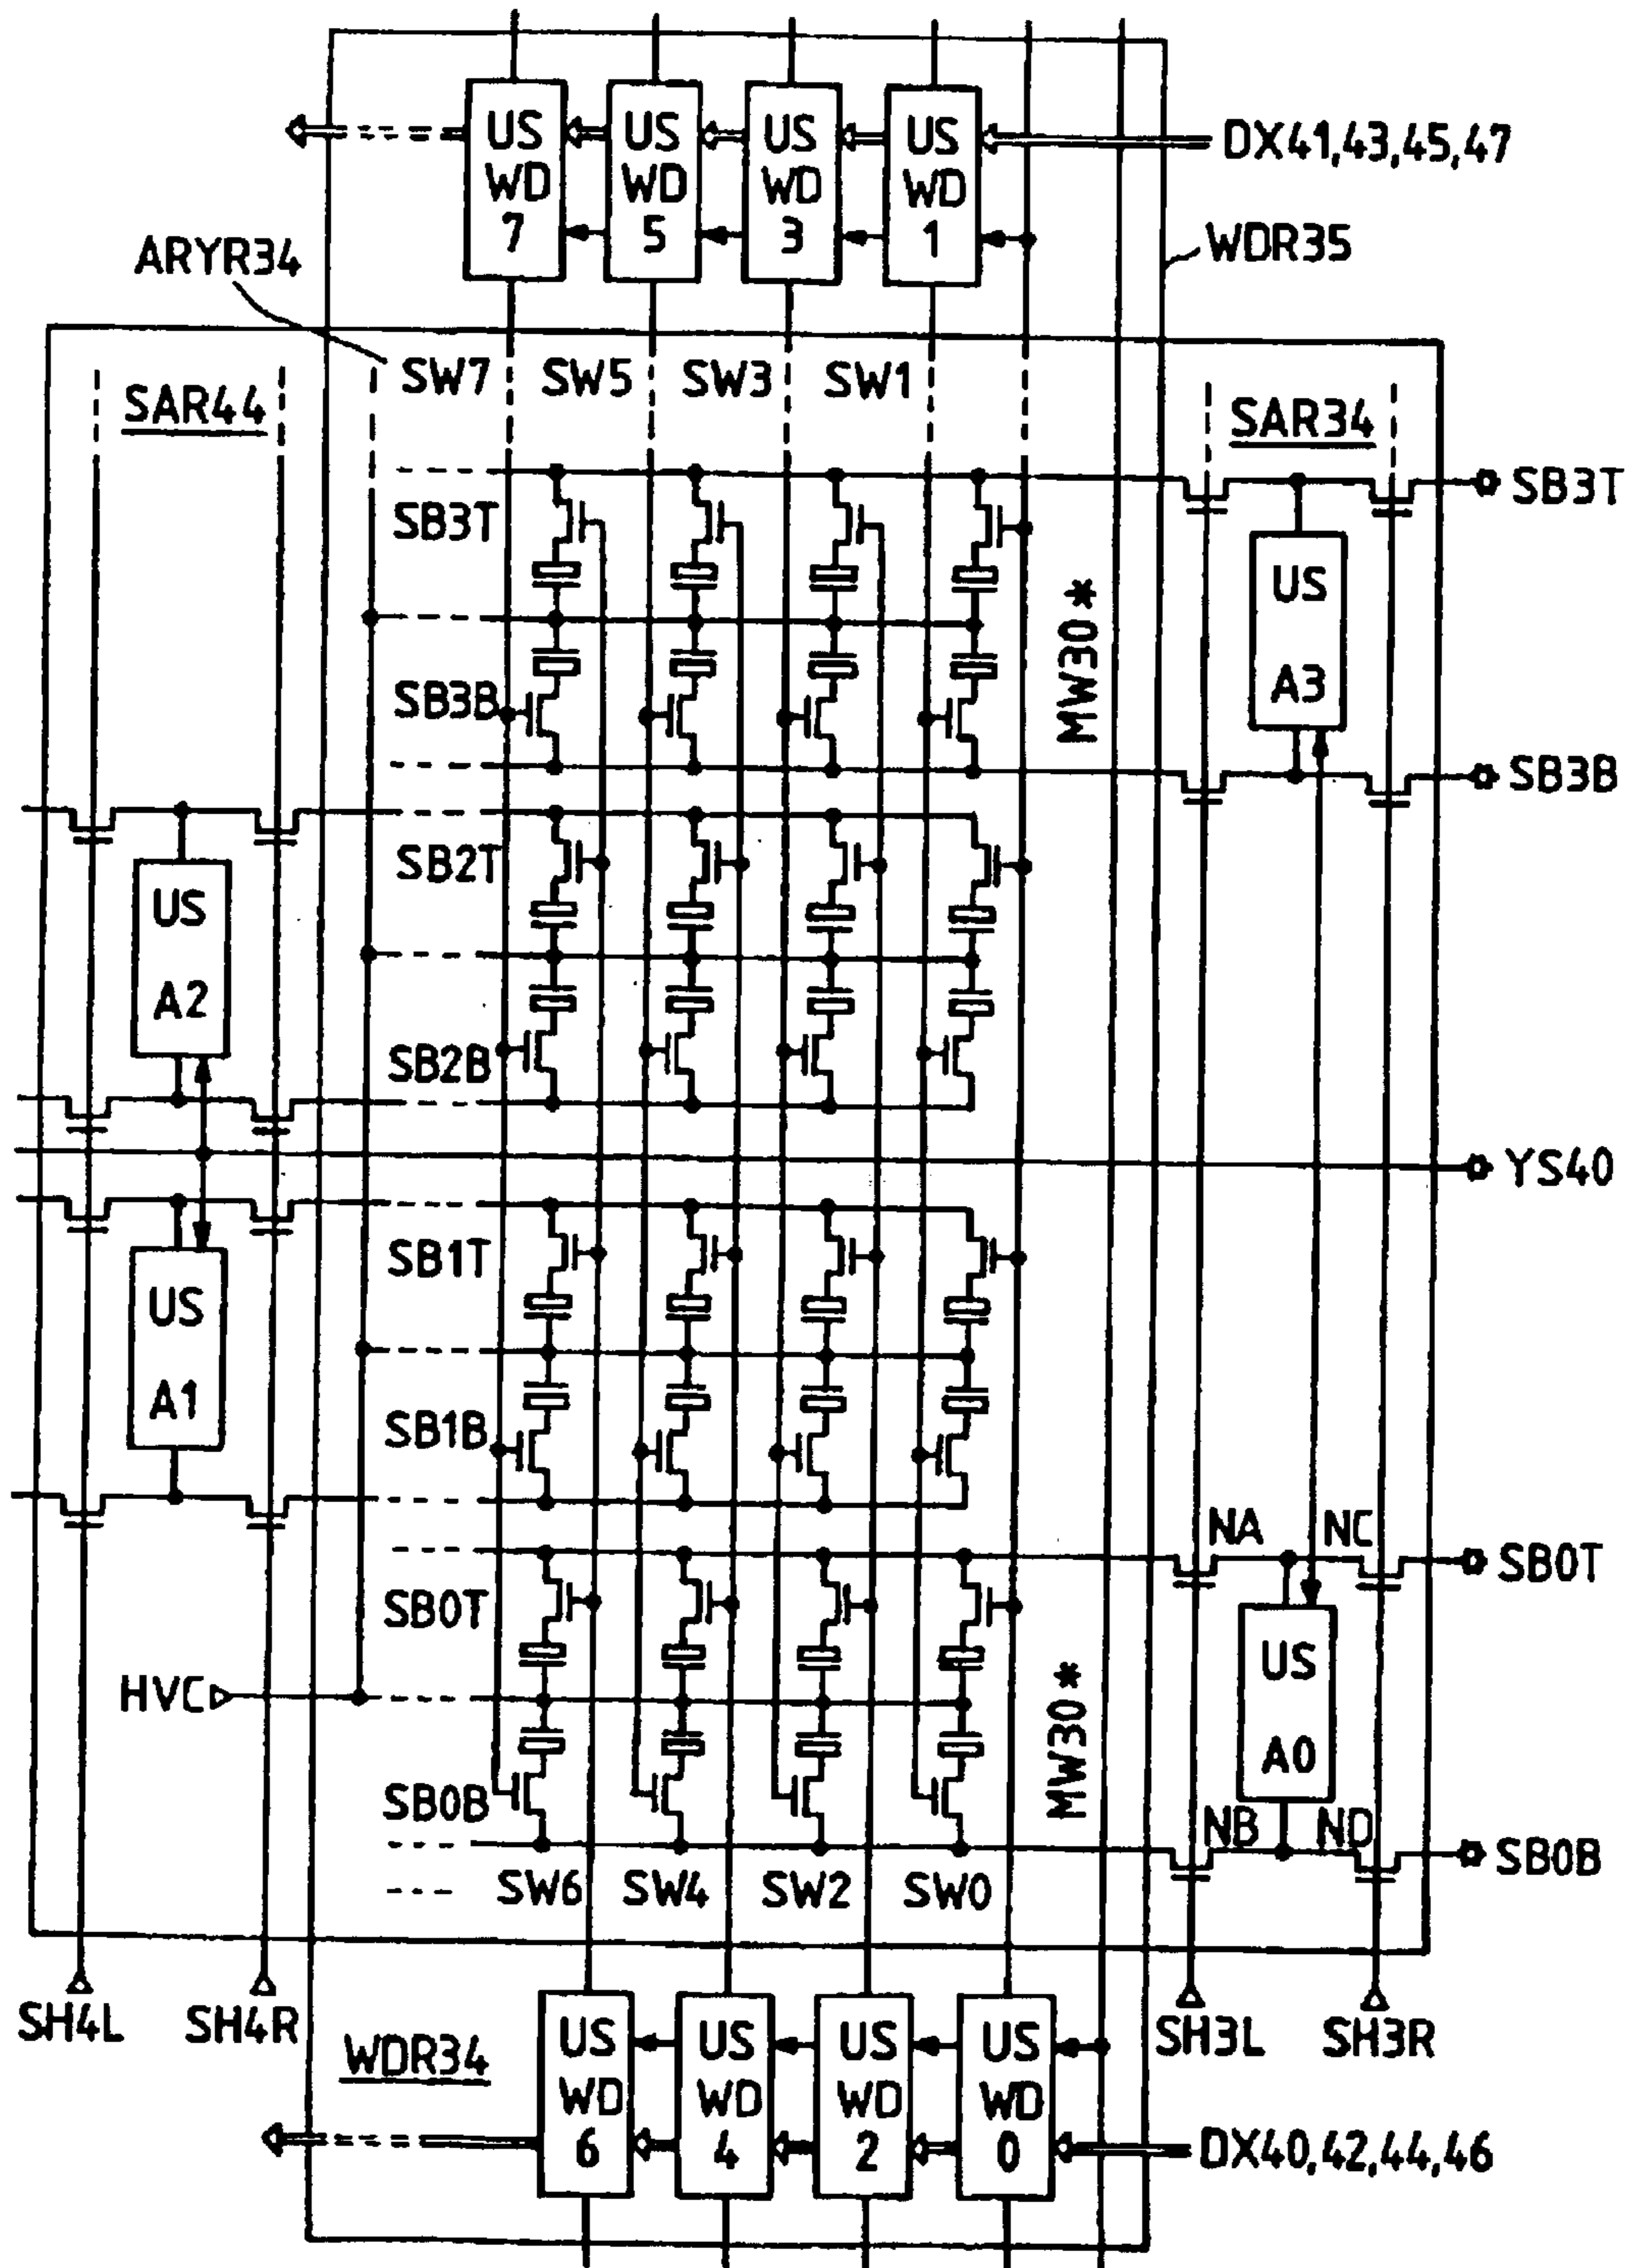 US WD 7
US WD 5
US WD 3
US WD 1
DX41,43,45,47
WDR35
ARYR34
SW7
SW5
SW3
SW1
SAR44
SAR34
SB3T
SB3T
US A3
MW30*
SB3B
SB3B
SB2T
US A2
SB2B
YS40
SB1T
US A1
SB1B
NA
NC
SB0T
SB0T
HVC
MW30*
US A0
SB0B
NB
ND
SB0B
SW6
SW4
SW2
SW0
SH4L
SH4R
WDR34
US WD 6
US WD 4
US WD 2
US WD 0
SH3L
SH3R
DX40,42,44,46